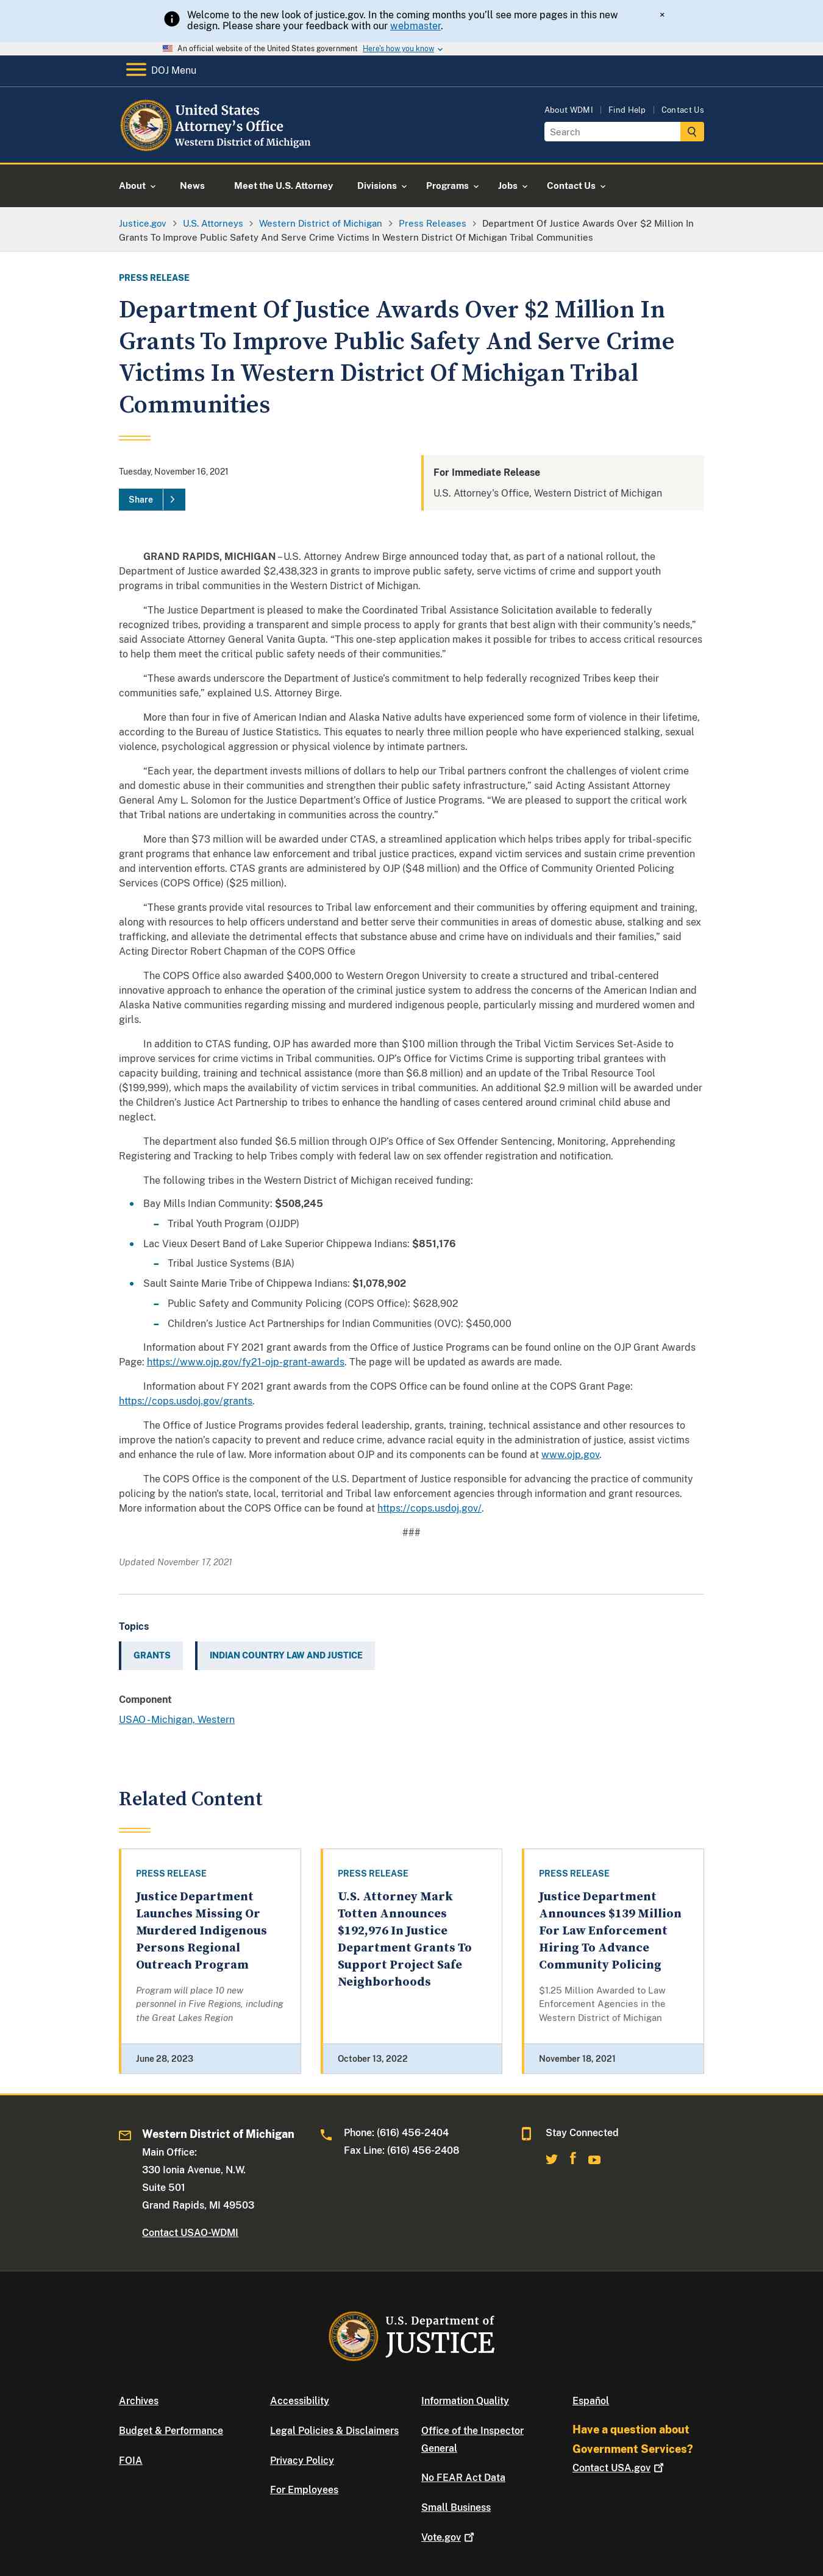 Welcome to the new look of justice.gov. In the coming months you'll see more pages in this new
design. Please share your feedback with our webmaster.
×
An official website of the United States government Here's how you know
DOJ Menu
United States
Attorney's Office
Western District of Michigan
About WDMI | Find Help | Contact Us
Search
About
News
Meet the U.S. Attorney
Divisions
Programs
Jobs
Contact Us
Justice.gov > U.S. Attorneys > Western District of Michigan > Press Releases > Department Of Justice Awards Over $2 Million In
Grants To Improve Public Safety And Serve Crime Victims In Western District Of Michigan Tribal Communities
PRESS RELEASE
Department Of Justice Awards Over $2 Million In
Grants To Improve Public Safety And Serve Crime
Victims In Western District Of Michigan Tribal
Communities
Tuesday, November 16, 2021
Share >
For Immediate Release
U.S. Attorney's Office, Western District of Michigan
GRAND RAPIDS, MICHIGAN – U.S. Attorney Andrew Birge announced today that, as part of a national rollout, the
Department of Justice awarded $2,438,323 in grants to improve public safety, serve victims of crime and support youth
programs in tribal communities in the Western District of Michigan.
“The Justice Department is pleased to make the Coordinated Tribal Assistance Solicitation available to federally
recognized tribes, providing a transparent and simple process to apply for grants that best align with their community's needs,”
said Associate Attorney General Vanita Gupta. “This one-step application makes it possible for tribes to access critical resources
to help them meet the critical public safety needs of their communities.”
“These awards underscore the Department of Justice's commitment to help federally recognized Tribes keep their
communities safe,” explained U.S. Attorney Birge.
More than four in five of American Indian and Alaska Native adults have experienced some form of violence in their lifetime,
according to the Bureau of Justice Statistics. This equates to nearly three million people who have experienced stalking, sexual
violence, psychological aggression or physical violence by intimate partners.
“Each year, the department invests millions of dollars to help our Tribal partners confront the challenges of violent crime
and domestic abuse in their communities and strengthen their public safety infrastructure,” said Acting Assistant Attorney
General Amy L. Solomon for the Justice Department's Office of Justice Programs. “We are pleased to support the critical work
that Tribal nations are undertaking in communities across the country.”
More than $73 million will be awarded under CTAS, a streamlined application which helps tribes apply for tribal-specific
grant programs that enhance law enforcement and tribal justice practices, expand victim services and sustain crime prevention
and intervention efforts. CTAS grants are administered by OJP ($48 million) and the Office of Community Oriented Policing
Services (COPS Office) ($25 million).
“These grants provide vital resources to Tribal law enforcement and their communities by offering equipment and training,
along with resources to help officers understand and better serve their communities in areas of domestic abuse, stalking and sex
trafficking, and alleviate the detrimental effects that substance abuse and crime have on individuals and their families,” said
Acting Director Robert Chapman of the COPS Office
The COPS Office also awarded $400,000 to Western Oregon University to create a structured and tribal-centered
innovative approach to enhance the operation of the criminal justice system to address the concerns of the American Indian and
Alaska Native communities regarding missing and murdered indigenous people, particularly missing and murdered women and
girls.
In addition to CTAS funding, OJP has awarded more than $100 million through the Tribal Victim Services Set-Aside to
improve services for crime victims in Tribal communities. OJP's Office for Victims Crime is supporting tribal grantees with
capacity building, training and technical assistance (more than $6.8 million) and an update of the Tribal Resource Tool
($199,999), which maps the availability of victim services in tribal communities. An additional $2.9 million will be awarded under
the Children's Justice Act Partnership to tribes to enhance the handling of cases centered around criminal child abuse and
neglect.
The department also funded $6.5 million through OJP's Office of Sex Offender Sentencing, Monitoring, Apprehending
Registering and Tracking to help Tribes comply with federal law on sex offender registration and notification.
The following tribes in the Western District of Michigan received funding:
Bay Mills Indian Community: $508,245
Tribal Youth Program (OJJDP)
Lac Vieux Desert Band of Lake Superior Chippewa Indians: $851,176
Tribal Justice Systems (BJA)
Sault Sainte Marie Tribe of Chippewa Indians: $1,078,902
Public Safety and Community Policing (COPS Office): $628,902
Children's Justice Act Partnerships for Indian Communities (OVC): $450,000
Information about FY 2021 grant awards from the Office of Justice Programs can be found online on the OJP Grant Awards
Page: https://www.ojp.gov/fy21-ojp-grant-awards. The page will be updated as awards are made.
Information about FY 2021 grant awards from the COPS Office can be found online at the COPS Grant Page:
https://cops.usdoj.gov/grants.
The Office of Justice Programs provides federal leadership, grants, training, technical assistance and other resources to
improve the nation's capacity to prevent and reduce crime, advance racial equity in the administration of justice, assist victims
and enhance the rule of law. More information about OJP and its components can be found at www.ojp.gov.
The COPS Office is the component of the U.S. Department of Justice responsible for advancing the practice of community
policing by the nation's state, local, territorial and Tribal law enforcement agencies through information and grant resources.
More information about the COPS Office can be found at https://cops.usdoj.gov/.
###
Updated November 17, 2021
Topics
GRANTS
INDIAN COUNTRY LAW AND JUSTICE
Component
USAO - Michigan, Western
Related Content
PRESS RELEASE
Justice Department
Launches Missing Or
Murdered Indigenous
Persons Regional
Outreach Program
Program will place 10 new
personnel in Five Regions, including
the Great Lakes Region
June 28, 2023
PRESS RELEASE
U.S. Attorney Mark
Totten Announces
$192,976 In Justice
Department Grants To
Support Project Safe
Neighborhoods
October 13, 2022
PRESS RELEASE
Justice Department
Announces $139 Million
For Law Enforcement
Hiring To Advance
Community Policing
$1.25 Million Awarded to Law
Enforcement Agencies in the
Western District of Michigan
November 18, 2021
Western District of Michigan
Main Office:
330 Ionia Avenue, N.W.
Suite 501
Grand Rapids, MI 49503
Contact USAO-WDMI
Phone: (616) 456-2404
Fax Line: (616) 456-2408
Stay Connected
U.S. Department of
JUSTICE
Archives
Budget & Performance
FOIA
Accessibility
Legal Policies & Disclaimers
Privacy Policy
For Employees
Information Quality
Office of the Inspector
General
No FEAR Act Data
Small Business
Vote.gov
Español
Have a question about
Government Services?
Contact USA.gov